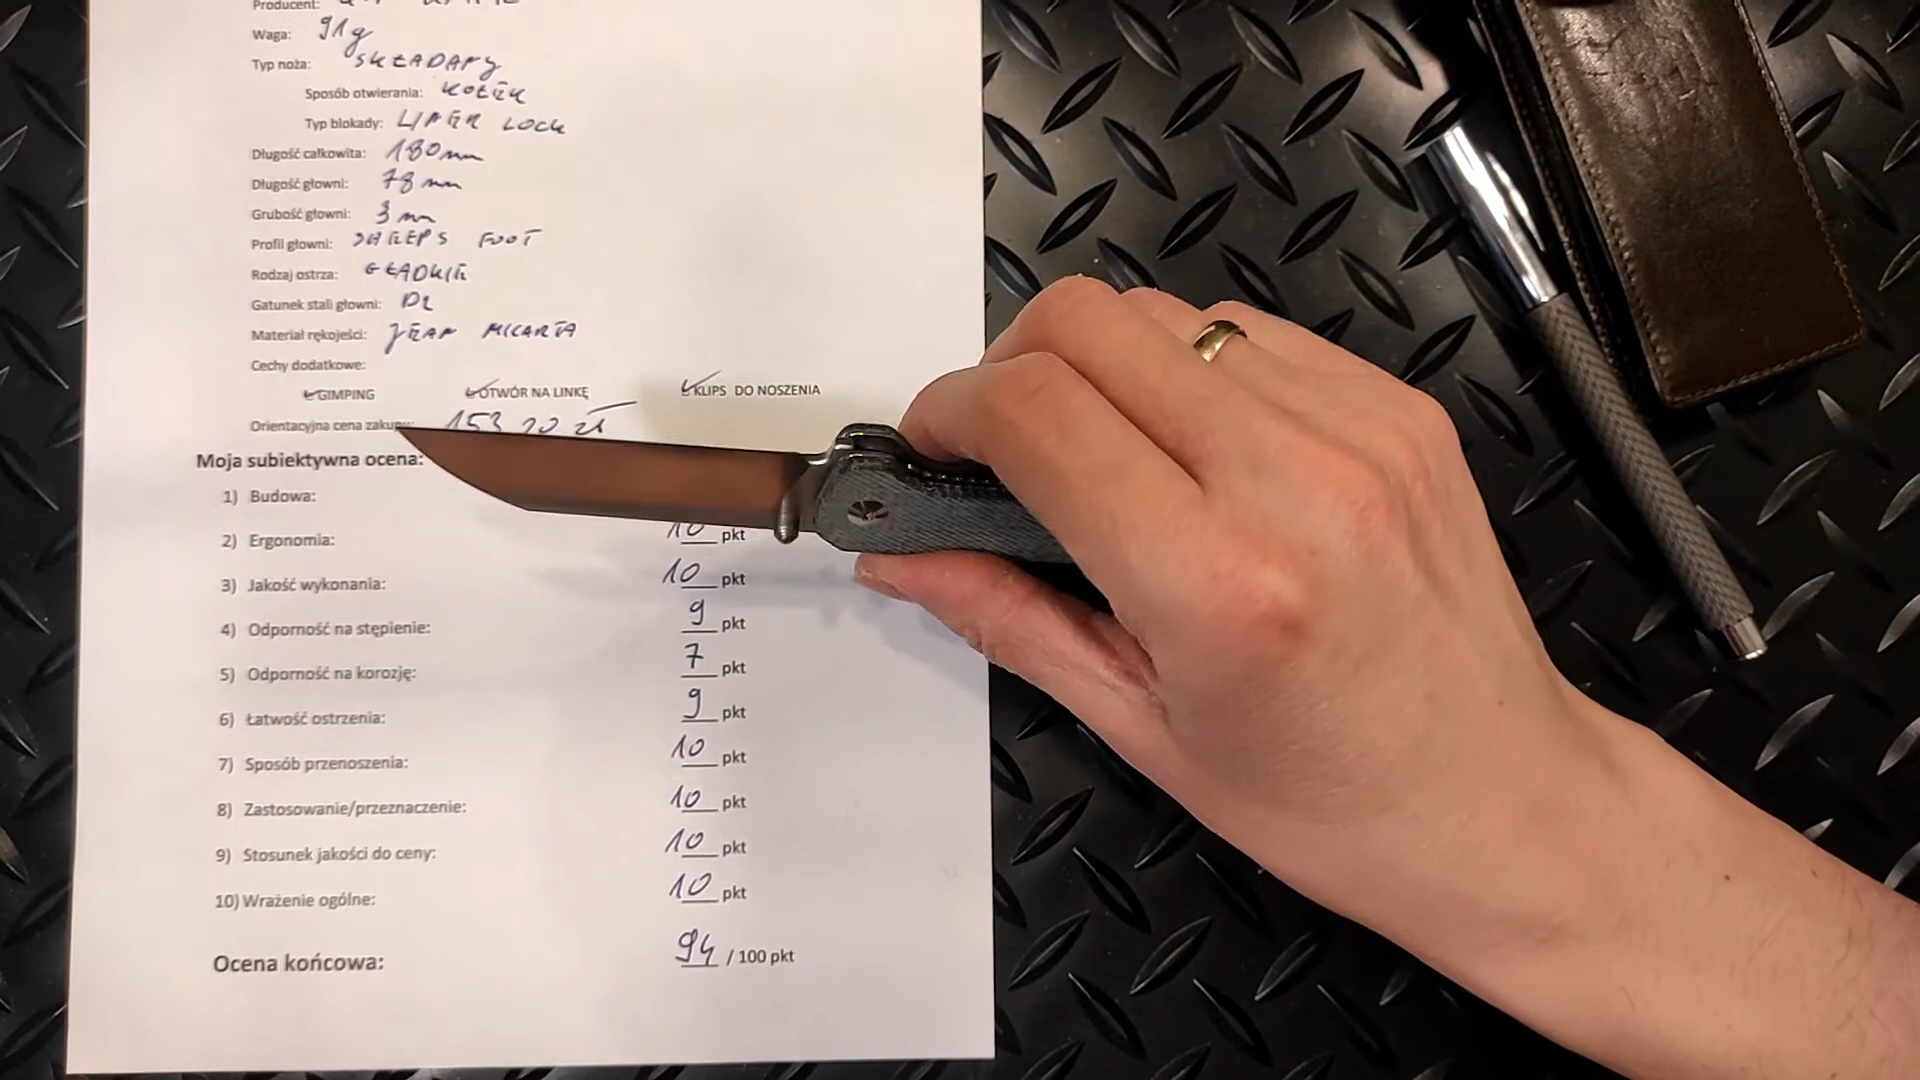 Producent:
Waga: 91g
Typ noża: SKŁADANY
Sposób otwierania: KOŁEK
Typ blokady: LINER LOCK
Długość całkowita: 180mm
Długość głowni: 78mm
Grubość głowni: 3mm
Profil głowni: SHEEPS FOOT
Rodzaj ostrza: GŁADKIE
Gatunek stali głowni: D2
Materiał rękojeści: JEAN MICARTA
Cechy dodatkowe:
GIMPING OTWÓR NA LINKĘ KLIPS DO NOSZENIA
Orientacyjna cena zakupu: 153 zł
Moja subiektywna ocena:
1) Budowa:
2) Ergonomia: 10 pkt
3) Jakość wykonania: 10 pkt
4) Odporność na stępienie: 9 pkt
5) Odporność na korozję: 7 pkt
6) Łatwość ostrzenia: 9 pkt
7) Sposób przenoszenia: 10 pkt
8) Zastosowanie/przeznaczenie: 10 pkt
9) Stosunek jakości do ceny: 10 pkt
10) Wrażenie ogólne: 10 pkt
Ocena końcowa: 94 / 100 pkt